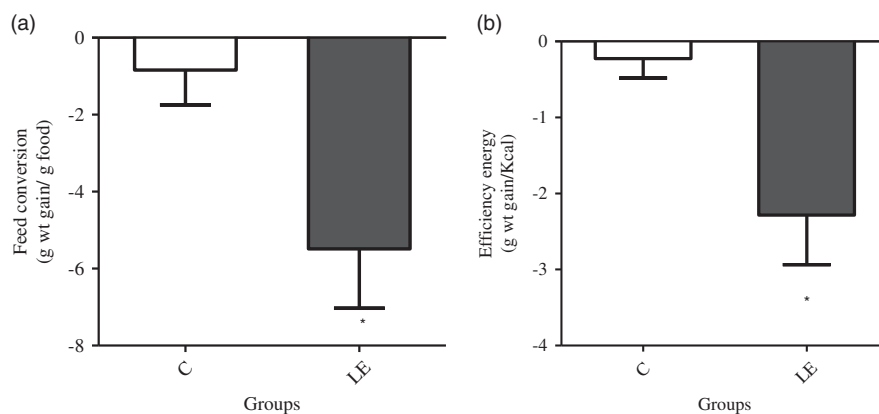 (a)
0
-2
-4
-6
-8
Feed conversion
(g wt gain/ g food)
*
C
LE
Groups
(b)
0
-1
-2
-3
-4
Efficiency energy
(g wt gain/Kcal)
*
C
LE
Groups